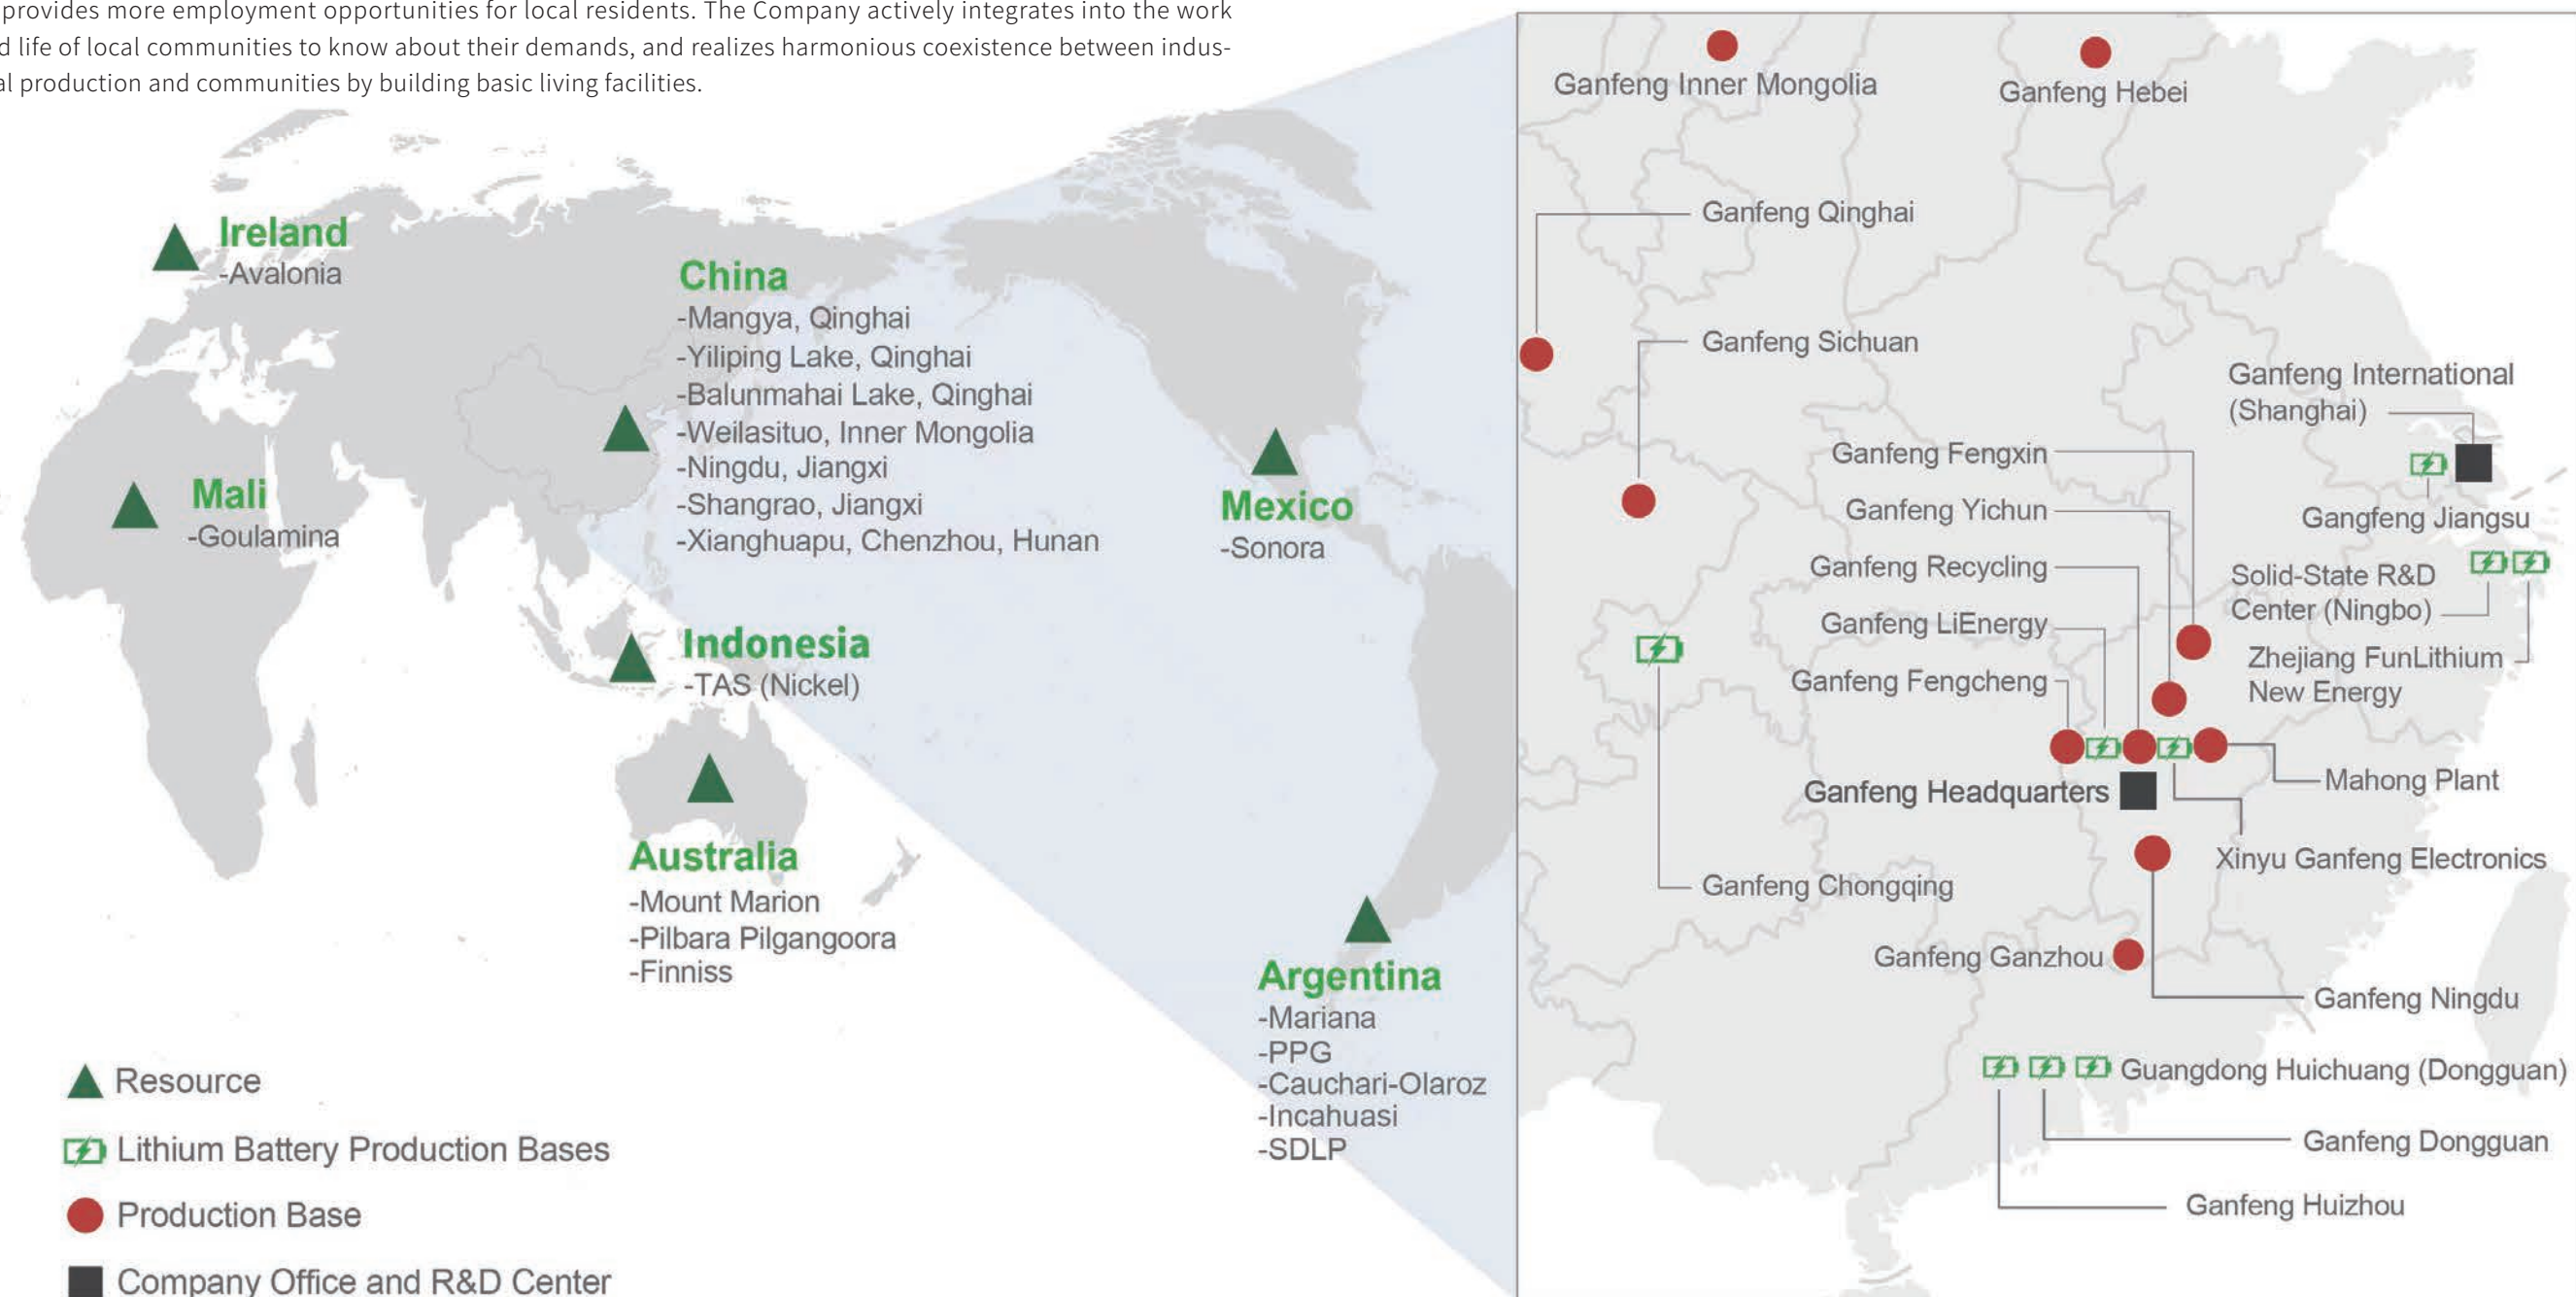 provides more employment opportunities for local residents. The Company actively integrates into the work
d life of local communities to know about their demands, and realizes harmonious coexistence between indus-
al production and communities by building basic living facilities.
Ireland
-Avalonia
Mali
-Goulamina
China
-Mangya, Qinghai
-Yiliping Lake, Qinghai
-Balunmahai Lake, Qinghai
-Weilasituo, Inner Mongolia
-Ningdu, Jiangxi
-Shangrao, Jiangxi
-Xianghuapu, Chenzhou, Hunan
Indonesia
-TAS (Nickel)
Australia
-Mount Marion
-Pilbara Pilgangoora
-Finniss
Mexico
-Sonora
Argentina
-Mariana
-PPG
-Cauchari-Olaroz
-Incahuasi
-SDLP
Resource
Lithium Battery Production Bases
Production Base
Company Office and R&D Center
Ganfeng Inner Mongolia
Ganfeng Hebei
Ganfeng Qinghai
Ganfeng Sichuan
Ganfeng International
(Shanghai)
Ganfeng Fengxin
Ganfeng Yichun
Gangfeng Jiangsu
Ganfeng Recycling
Solid-State R&D
Center (Ningbo)
Ganfeng LiEnergy
Zhejiang FunLithium
New Energy
Ganfeng Fengcheng
Mahong Plant
Ganfeng Headquarters
Xinyu Ganfeng Electronics
Ganfeng Chongqing
Ganfeng Ganzhou
Ganfeng Ningdu
Guangdong Huichuang (Dongguan)
Ganfeng Dongguan
Ganfeng Huizhou